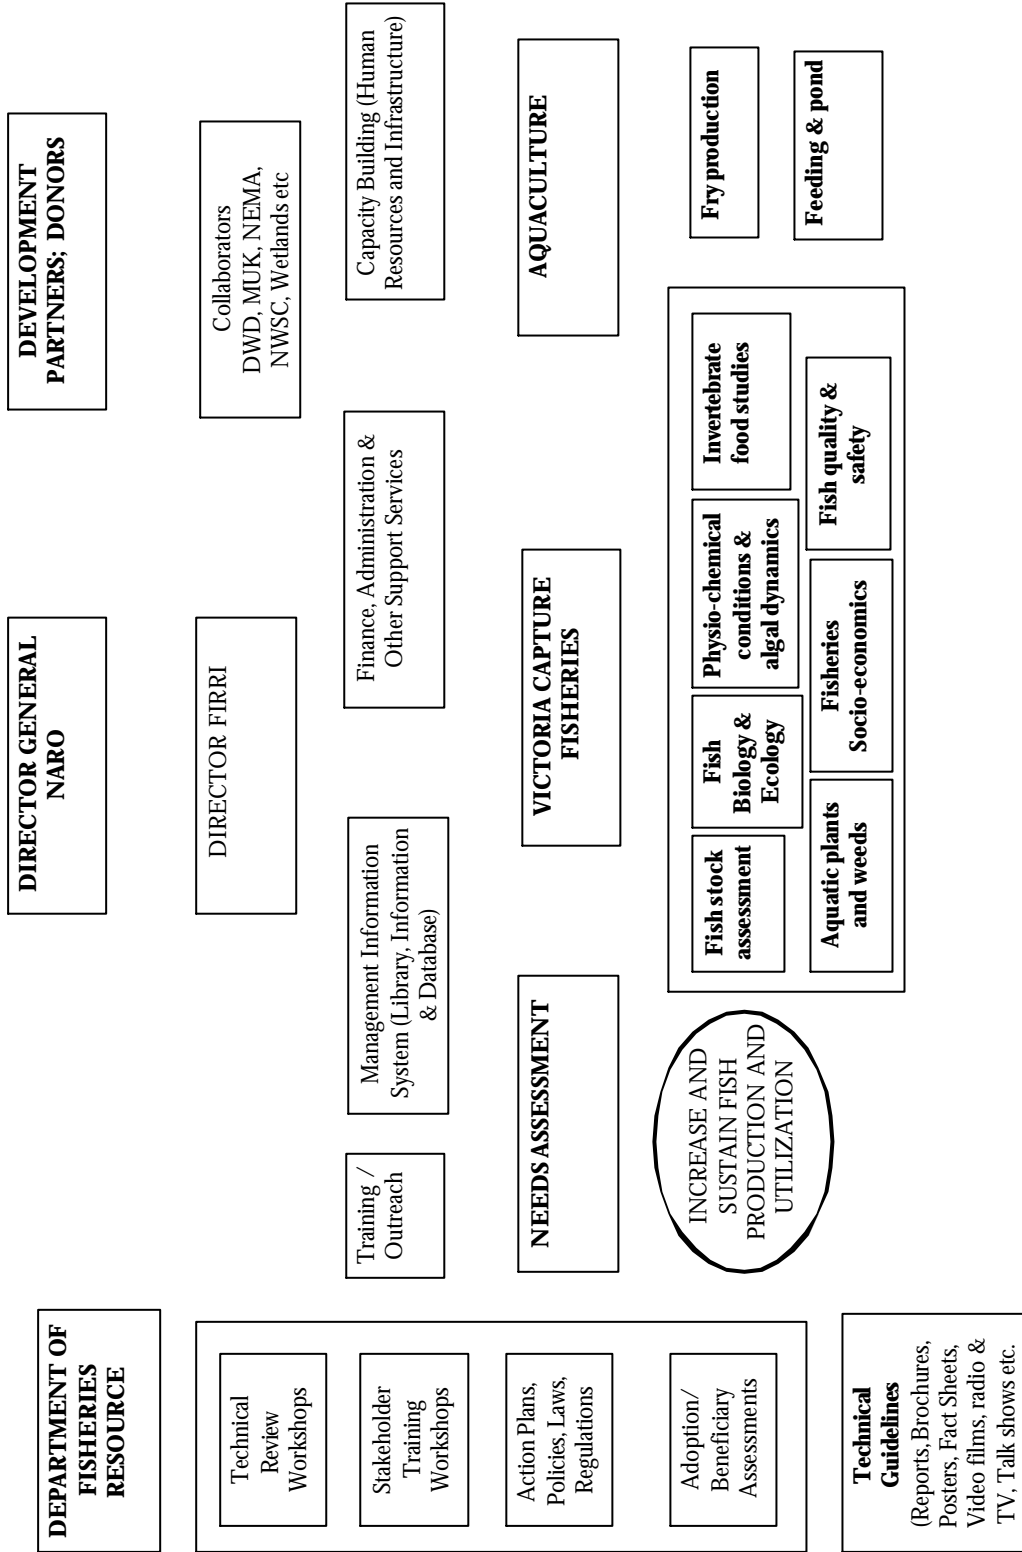 DEPARTMENT OF
FISHERIES
RESOURCE
DIRECTOR GENERAL
NARO
DEVELOPMENT
PARTNERS; DONORS
DIRECTOR FIRRI
Collaborators
DWD, MUK, NEMA,
NWSC, Wetlands etc
Technical
Review
Workshops
Stakeholder
Training
Workshops
Action Plans,
Policies, Laws,
Regulations
Adoption/
Beneficiary
Assessments
Training /
Outreach
Management Information
System (Library, Information
& Database)
Finance, Administration &
Other Support Services
Capacity Building (Human
Resources and Infrastructure)
NEEDS ASSESSMENT
VICTORIA CAPTURE
FISHERIES
AQUACULTURE
INCREASE AND
SUSTAIN FISH
PRODUCTION AND
UTILIZATION
Fish stock
assessment
Fish
Biology &
Ecology
Physio-chemical
conditions &
algal dynamics
Invertebrate
food studies
Aquatic plants
and weeds
Fisheries
Socio-economics
Fish quality &
safety
Fry production
Feeding & pond
Technical
Guidelines
(Reports, Brochures,
Posters, Fact Sheets,
Video films, radio &
TV, Talk shows etc.